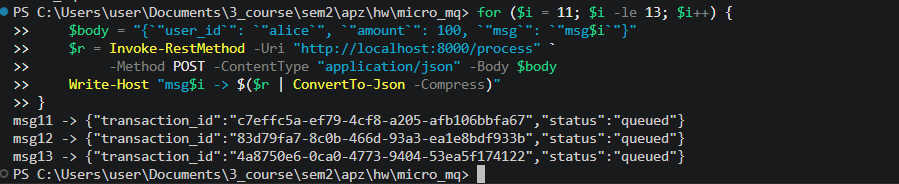 PS C:\Users\user\Documents\3_course\sem2\apz\hw\micro_mq> for ($i = 11; $i -le 13; $i++) {
>>     $body = "{`"user_id`": `"alice`", `"amount`": 100, `"msg`": `"msg$i`"}"
>>     $r = Invoke-RestMethod -Uri "http://localhost:8000/process" `
>>          -Method POST -ContentType "application/json" -Body $body
>>     Write-Host "msg$i -> $($r | ConvertTo-Json -Compress)"
>> }
msg11 -> {"transaction_id":"c7effc5a-ef79-4cf8-a205-afb106bbfa67","status":"queued"}
msg12 -> {"transaction_id":"83d79fa7-8c0b-466d-93a3-ea1e8bdf933b","status":"queued"}
msg13 -> {"transaction_id":"4a8750e6-0ca0-4773-9404-53ea5f174122","status":"queued"}
PS C:\Users\user\Documents\3_course\sem2\apz\hw\micro_mq>